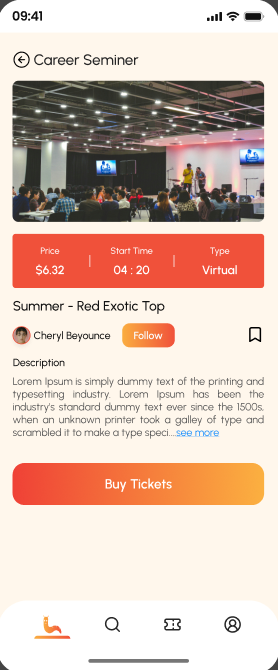 09:41
Career Seminer
Price
Start Time
Type
$6.32
04 : 20
Virtual
Summer - Red Exotic Top
Cheryl Beyounce
Follow
Description
Lorem Ipsum is simply dummy text of the printing and
typesetting industry. Lorem Ipsum has been the
industry's standard dummy text ever since the 1500s,
when an unknown printer took a galley of type and
scrambled it to make a type speci....see more
Buy Tickets